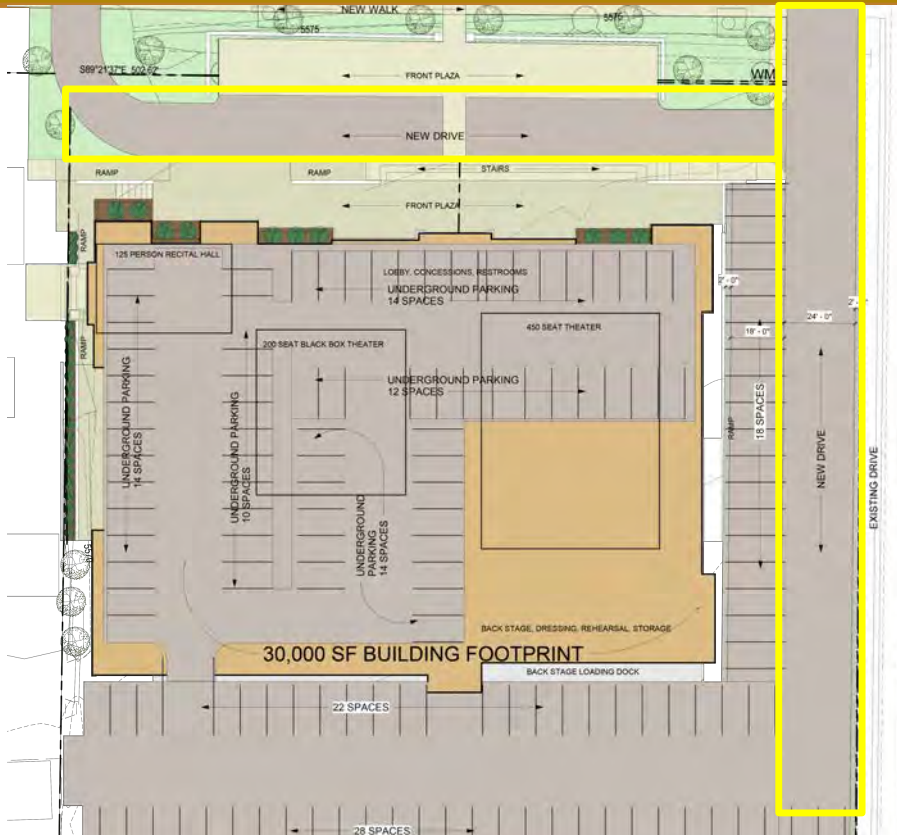 NEW WALK
5575
5575
S89°21'37"E 502.62'
FRONT PLAZA
WM
NEW DRIVE
RAMP
RAMP
STAIRS
FRONT PLAZA
RAMP
125 PERSON RECITAL HALL
LOBBY, CONCESSIONS, RESTROOMS
UNDERGROUND PARKING
14 SPACES
2' - 0"
24' - 0"
18' - 0"
450 SEAT THEATER
200 SEAT BLACK BOX THEATER
RAMP
UNDERGROUND PARKING
12 SPACES
UNDERGROUND PARKING
14 SPACES
UNDERGROUND PARKING
10 SPACES
UNDERGROUND
PARKING
14 SPACES
RAMP
18 SPACES
NEW DRIVE
EXISTING DRIVE
BACK STAGE, DRESSING, REHEARSAL, STORAGE
30,000 SF BUILDING FOOTPRINT
BACK STAGE LOADING DOCK
22 SPACES
28 SPACES